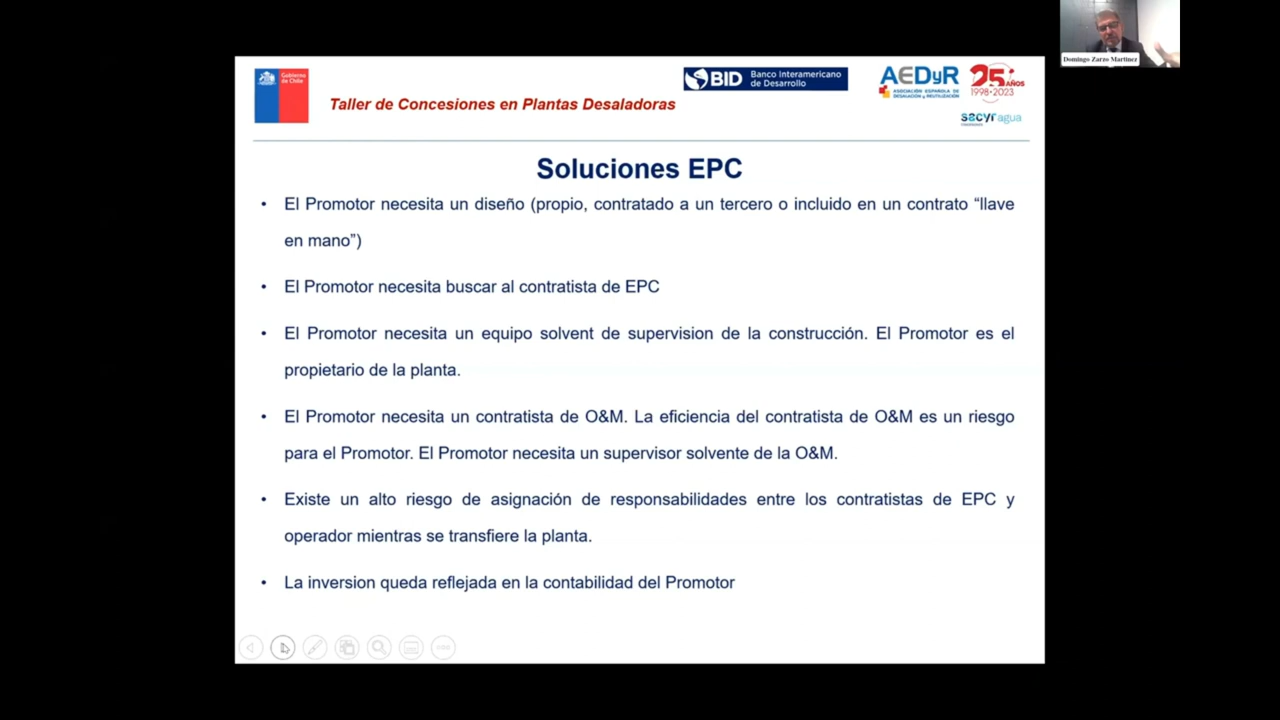 Domingo Zarzo Martínez
Gobierno
de Chile
Taller de Concesiones en Plantas Desaladoras
BID
Banco Interamericano
de Desarrollo
AEDyR
ASOCIACIÓN ESPAÑOLA DE
DESALACIÓN Y REUTILIZACIÓN
25 AÑOS
1998·2023
sacyr agua
Soluciones EPC
• El Promotor necesita un diseño (propio, contratado a un tercero o incluido en un contrato “llave
en mano”)
• El Promotor necesita buscar al contratista de EPC
• El Promotor necesita un equipo solvent de supervision de la construcción. El Promotor es el
propietario de la planta.
• El Promotor necesita un contratista de O&M. La eficiencia del contratista de O&M es un riesgo
para el Promotor. El Promotor necesita un supervisor solvente de la O&M.
• Existe un alto riesgo de asignación de responsabilidades entre los contratistas de EPC y
operador mientras se transfiere la planta.
• La inversion queda reflejada en la contabilidad del Promotor